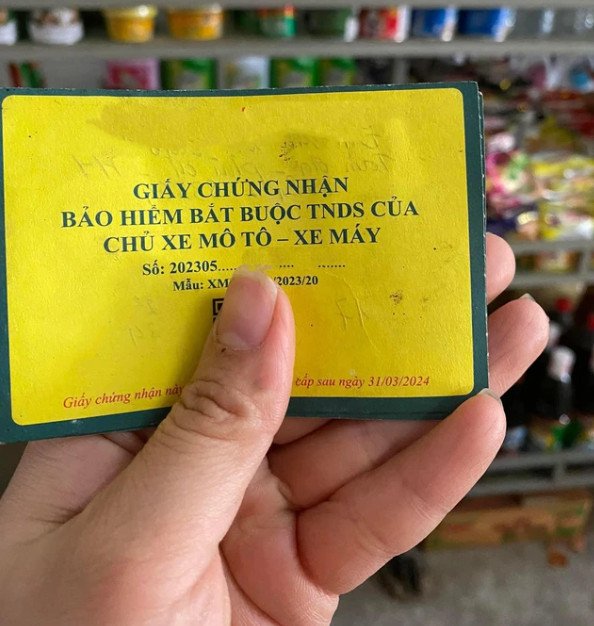 GIẤY CHỨNG NHẬN
BẢO HIỂM BẮT BUỘC TNDS CỦA
CHỦ XE MÔ TÔ – XE MÁY
Số: 202305..... .... .......
Mẫu: XM /2023/20
Giấy chứng nhận này cấp sau ngày 31/03/2024